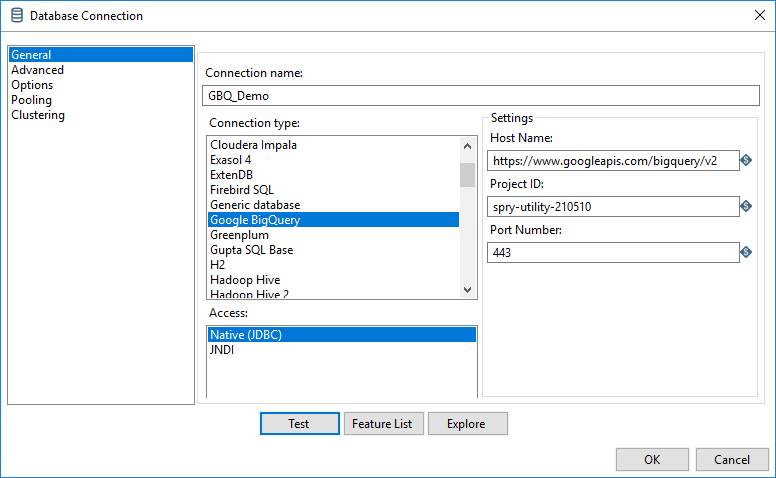 Database Connection
General
Advanced
Options
Pooling
Clustering
Connection name:
GBQ_Demo
Connection type:
Cloudera Impala
Exasol 4
ExtenDB
Firebird SQL
Generic database
Google BigQuery
Greenplum
Gupta SQL Base
H2
Hadoop Hive
Hadoop Hive 2
Access:
Native (JDBC)
JNDI
Settings
Host Name:
https://www.googleapis.com/bigquery/v2
Project ID:
spry-utility-210510
Port Number:
443
Test
Feature List
Explore
OK
Cancel